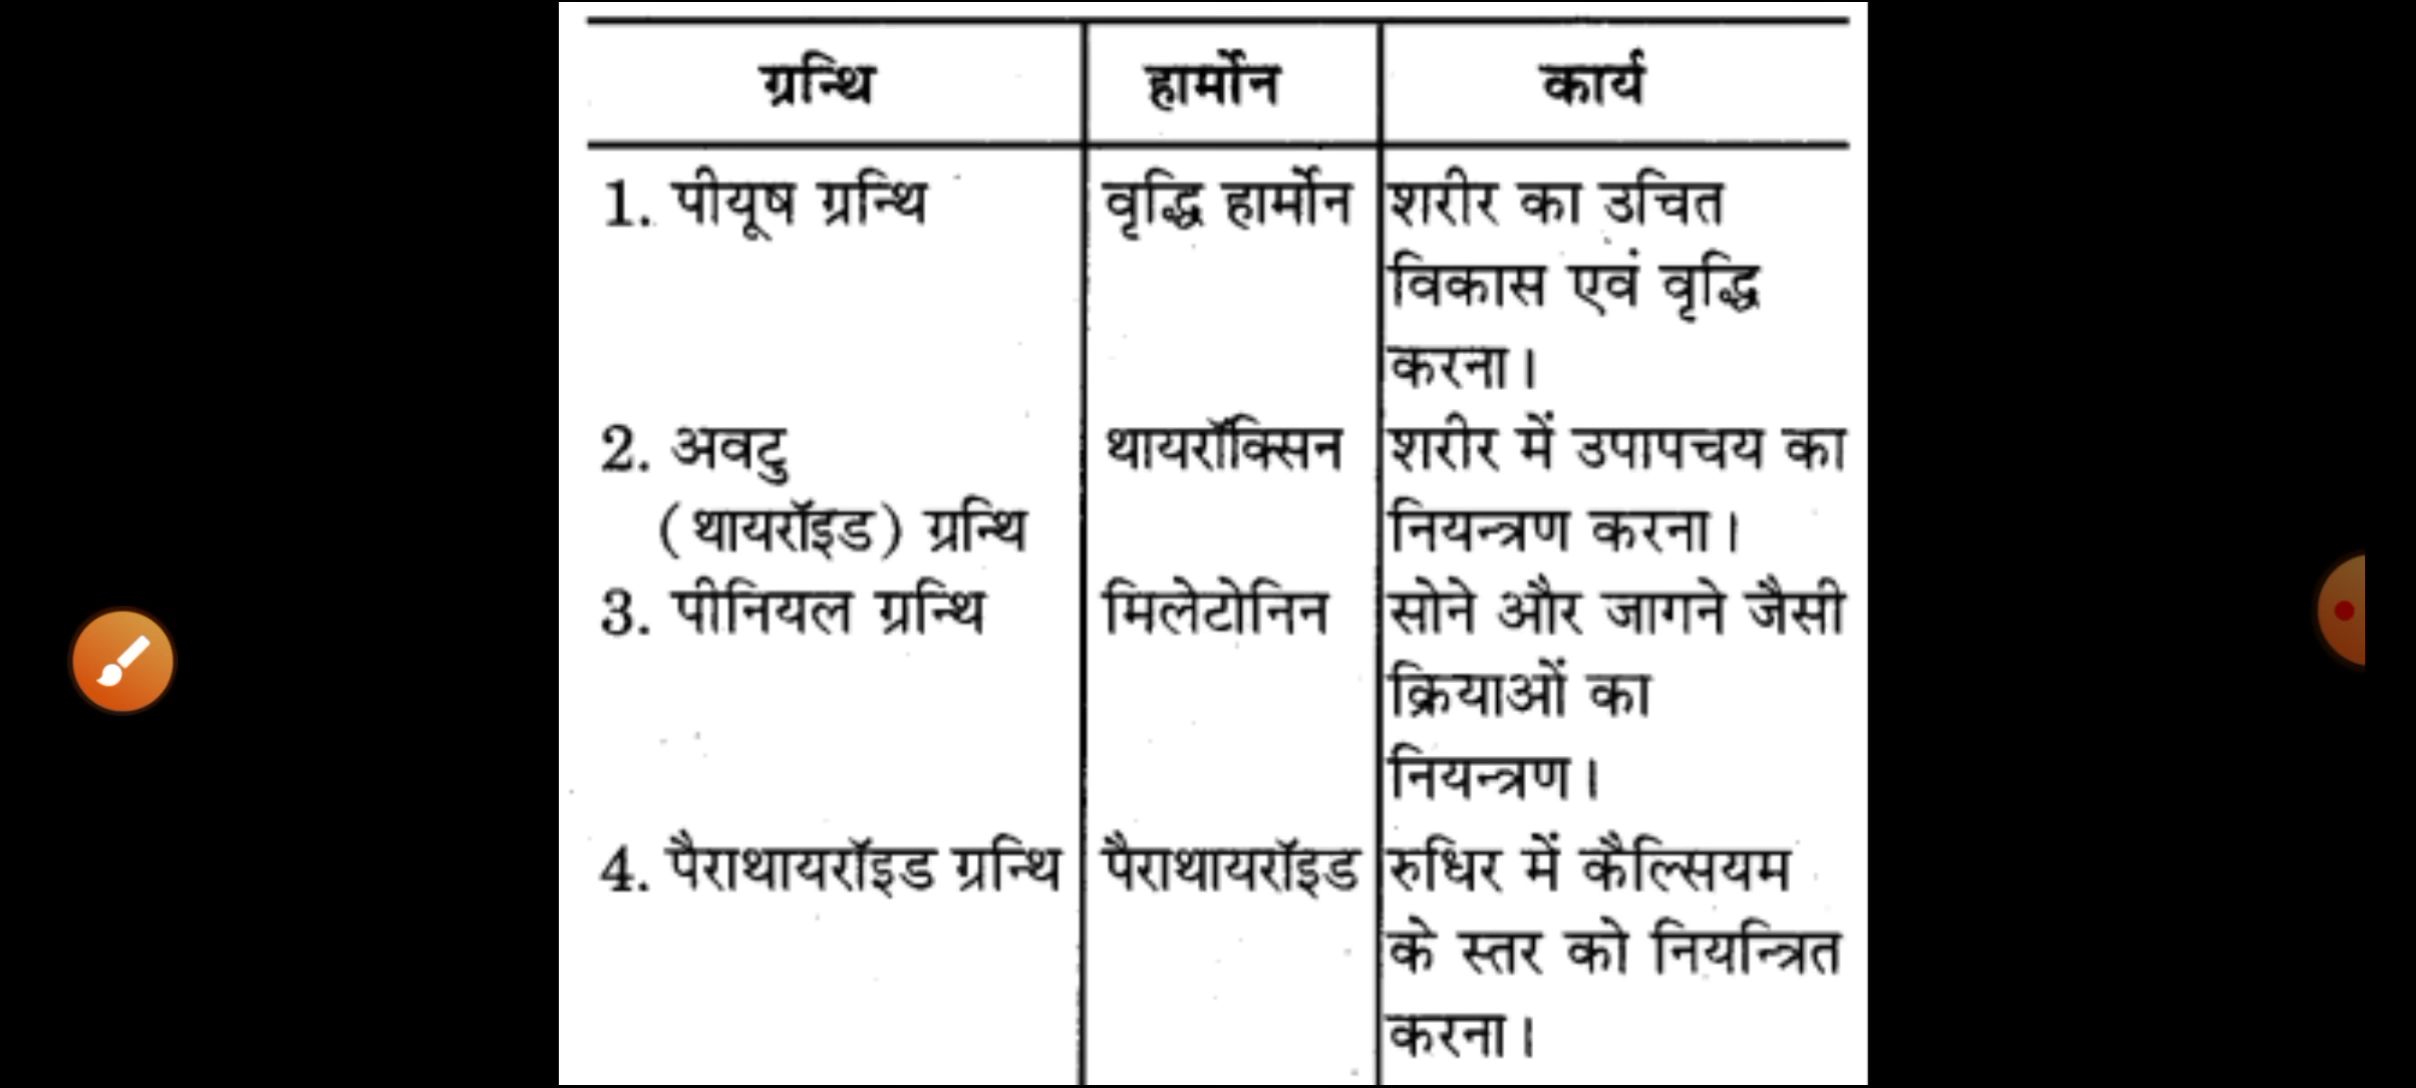 ग्रन्थि हार्मोन कार्य
1. पीयूष ग्रन्थि वृद्धि हार्मोन शरीर का उचित
विकास एवं वृद्धि
करना।
2. अवटु थायरॉक्सिन शरीर में उपापचय का
(थायरॉइड) ग्रन्थि नियन्त्रण करना।
3. पीनियल ग्रन्थि मिलेटोनिन सोने और जागने जैसी
क्रियाओं का
नियन्त्रण।
4. पैराथायरॉइड ग्रन्थि पैराथायरॉइड रुधिर में कैल्सियम
के स्तर को नियन्त्रित
करना।